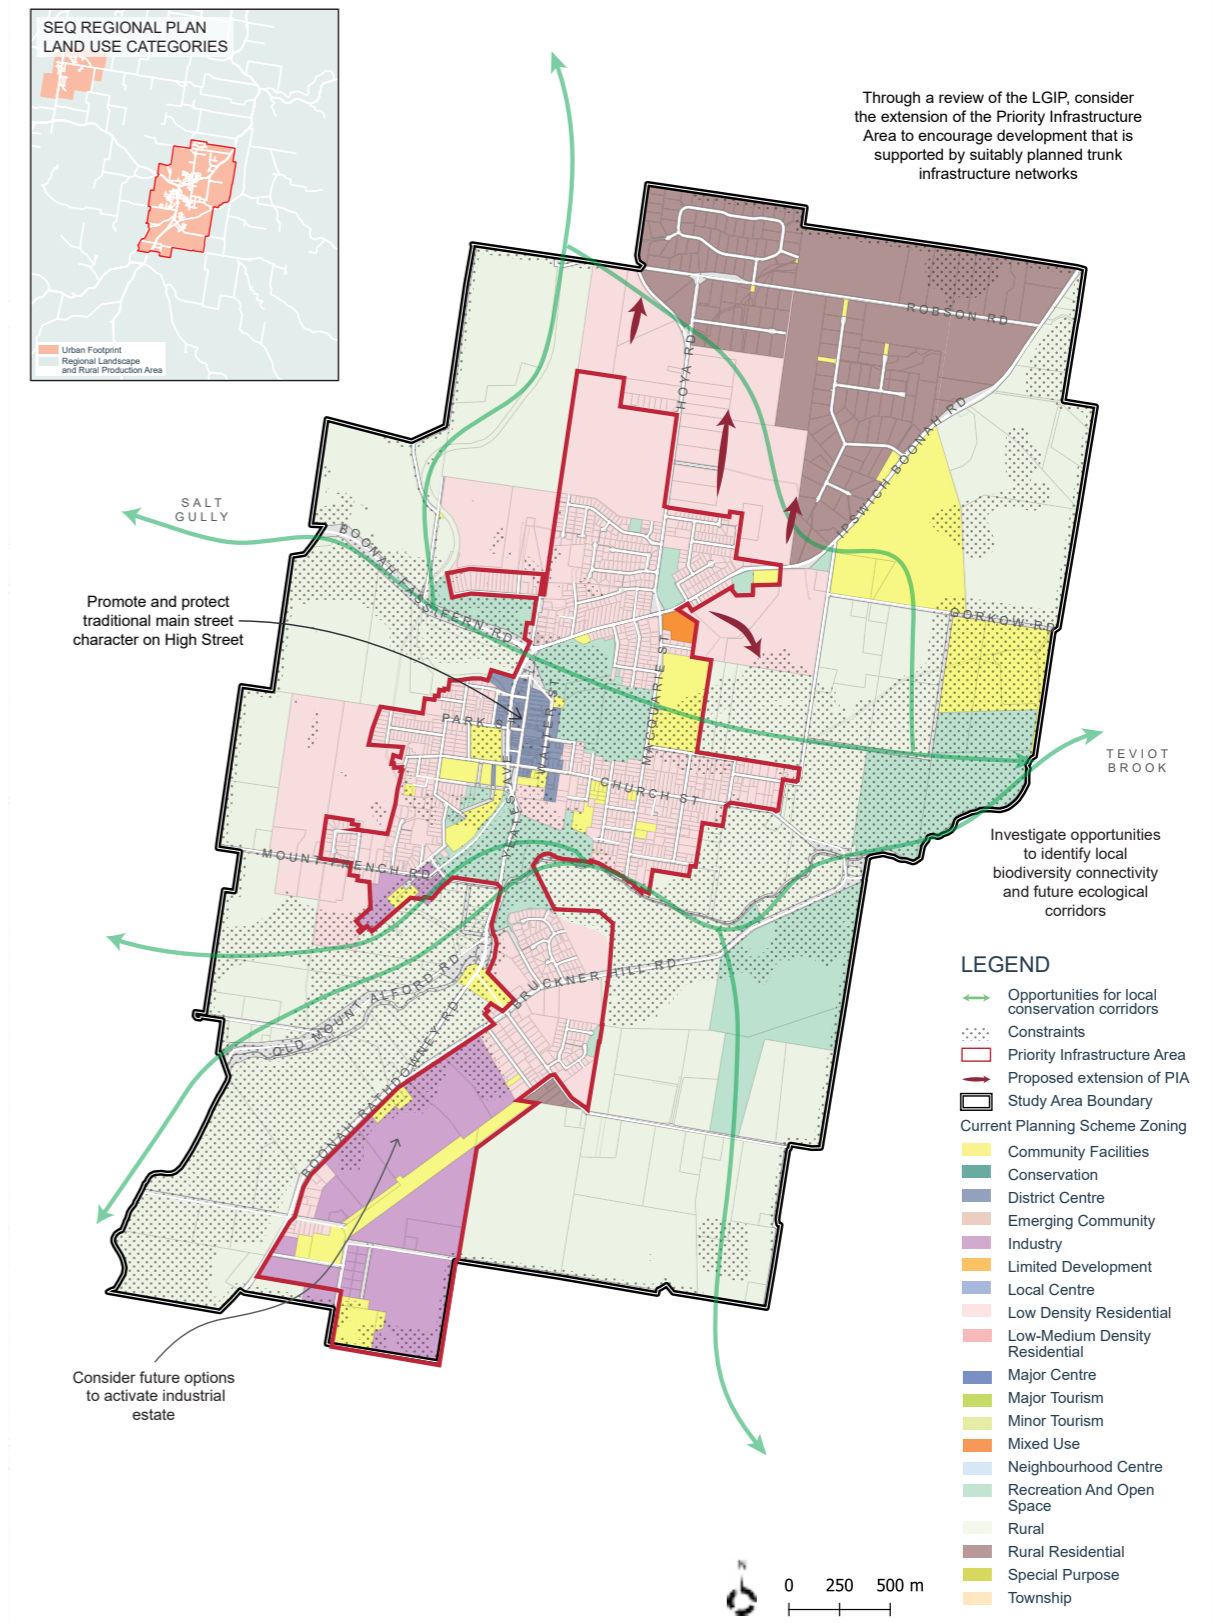 SEQ REGIONAL PLAN
LAND USE CATEGORIES
Urban Footprint
Regional Landscape
and Rural Production Area
Through a review of the LGIP, consider
the extension of the Priority Infrastructure
Area to encourage development that is
supported by suitably planned trunk
infrastructure networks
ROBSON RD
HOYA RD
IPSWICH BOONAH RD
SALT
GULLY
BOONAH FASSIFERN RD
Promote and protect
traditional main street
character on High Street
GORKOW RD
MACQUARIE ST
PARK ST
WALTER ST
YEATES AVE
CHURCH ST
TEVIOT
BROOK
MOUNT FRENCH RD
Investigate opportunities
to identify local
biodiversity connectivity
and future ecological
corridors
OLD MOUNT ALFORD RD
BRUCKNER HILL RD
BOONAH RATHDOWNEY RD
Consider future options
to activate industrial
estate
LEGEND
Opportunities for local
conservation corridors
Constraints
Priority Infrastructure Area
Proposed extension of PIA
Study Area Boundary
Current Planning Scheme Zoning
Community Facilities
Conservation
District Centre
Emerging Community
Industry
Limited Development
Local Centre
Low Density Residential
Low-Medium Density
Residential
Major Centre
Major Tourism
Minor Tourism
Mixed Use
Neighbourhood Centre
Recreation And Open
Space
Rural
Rural Residential
Special Purpose
Township
N
0 250 500 m